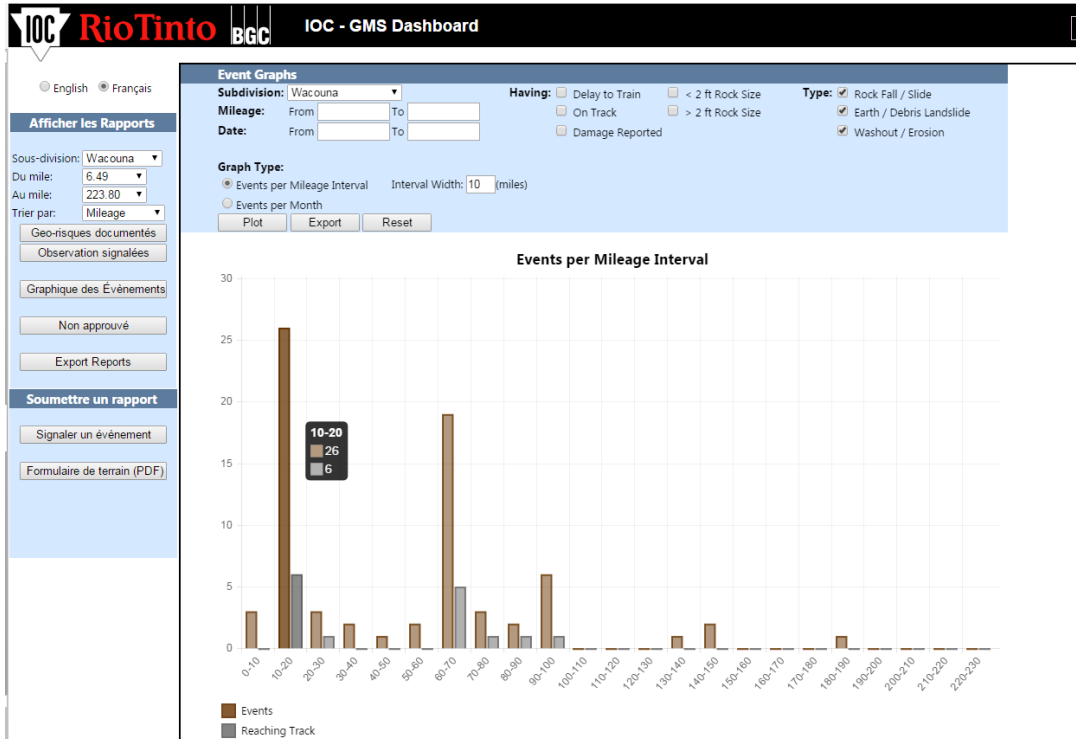 IOC RioTinto BGC IOC - GMS Dashboard
English Français
Afficher les Rapports
Sous-division: Wacouna
Du mile: 6.49
Au mile: 223.80
Trier par: Mileage
Geo-risques documentés
Observation signalées
Graphique des Évènements
Non approuvé
Export Reports
Soumettre un rapport
Signaler un évènement
Formulaire de terrain (PDF)
Event Graphs
Subdivision: Wacouna Having: Delay to Train < 2 ft Rock Size Type: Rock Fall / Slide
Mileage: From To On Track > 2 ft Rock Size Earth / Debris Landslide
Date: From To Damage Reported Washout / Erosion
Graph Type:
Events per Mileage Interval Interval Width: 10 (miles)
Events per Month
Plot Export Reset
Events per Mileage Interval
30
25
20
15
10
5
0
10-20
26
6
0-10 10-20 20-30 30-40 40-50 50-60 60-70 70-80 80-90 90-100 100-110 110-120 120-130 130-140 140-150 150-160 160-170 170-180 180-190 190-200 200-210 210-220 220-230
Events
Reaching Track